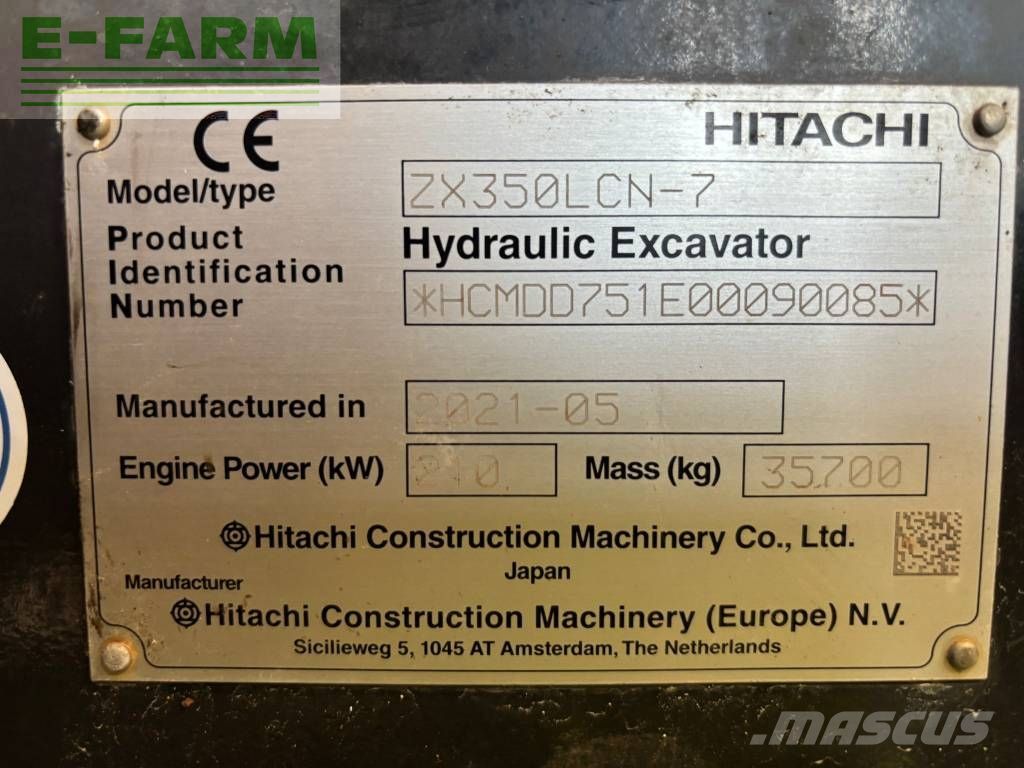 E-FARM
CE HITACHI
Model/type ZX350LCN-7
Product Hydraulic Excavator
Identification
Number *HCMDD751E00090085*
Manufactured in 2021-05
Engine Power (kW) 210 Mass (kg) 35700
Hitachi Construction Machinery Co., Ltd.
Japan
Manufacturer
Hitachi Construction Machinery (Europe) N.V.
Sicilieweg 5, 1045 AT Amsterdam, The Netherlands
MASCUS